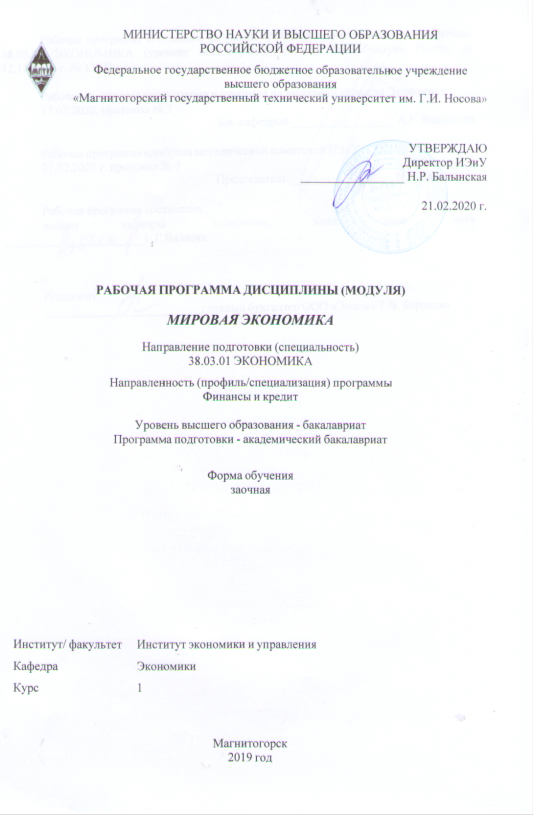 МИНИСТЕРСТВО НАУКИ И ВЫСШЕГО ОБРАЗОВАНИЯ
РОССИЙСКОЙ ФЕДЕРАЦИИ
Федеральное государственное бюджетное образовательное учреждение
высшего образования
«Магнитогорский государственный технический университет им. Г.И. Носова»
УТВЕРЖДАЮ
Директор ИЭиУ
Н.Р. Балынская
21.02.2020 г.
РАБОЧАЯ ПРОГРАММА ДИСЦИПЛИНЫ (МОДУЛЯ)
МИРОВАЯ ЭКОНОМИКА
Направление подготовки (специальность)
38.03.01 ЭКОНОМИКА
Направленность (профиль/специализация) программы
Финансы и кредит
Уровень высшего образования - бакалавриат
Программа подготовки - академический бакалавриат
Форма обучения
заочная
Институт/ факультет Институт экономики и управления
Кафедра Экономики
Курс 1
Магнитогорск
2019 год